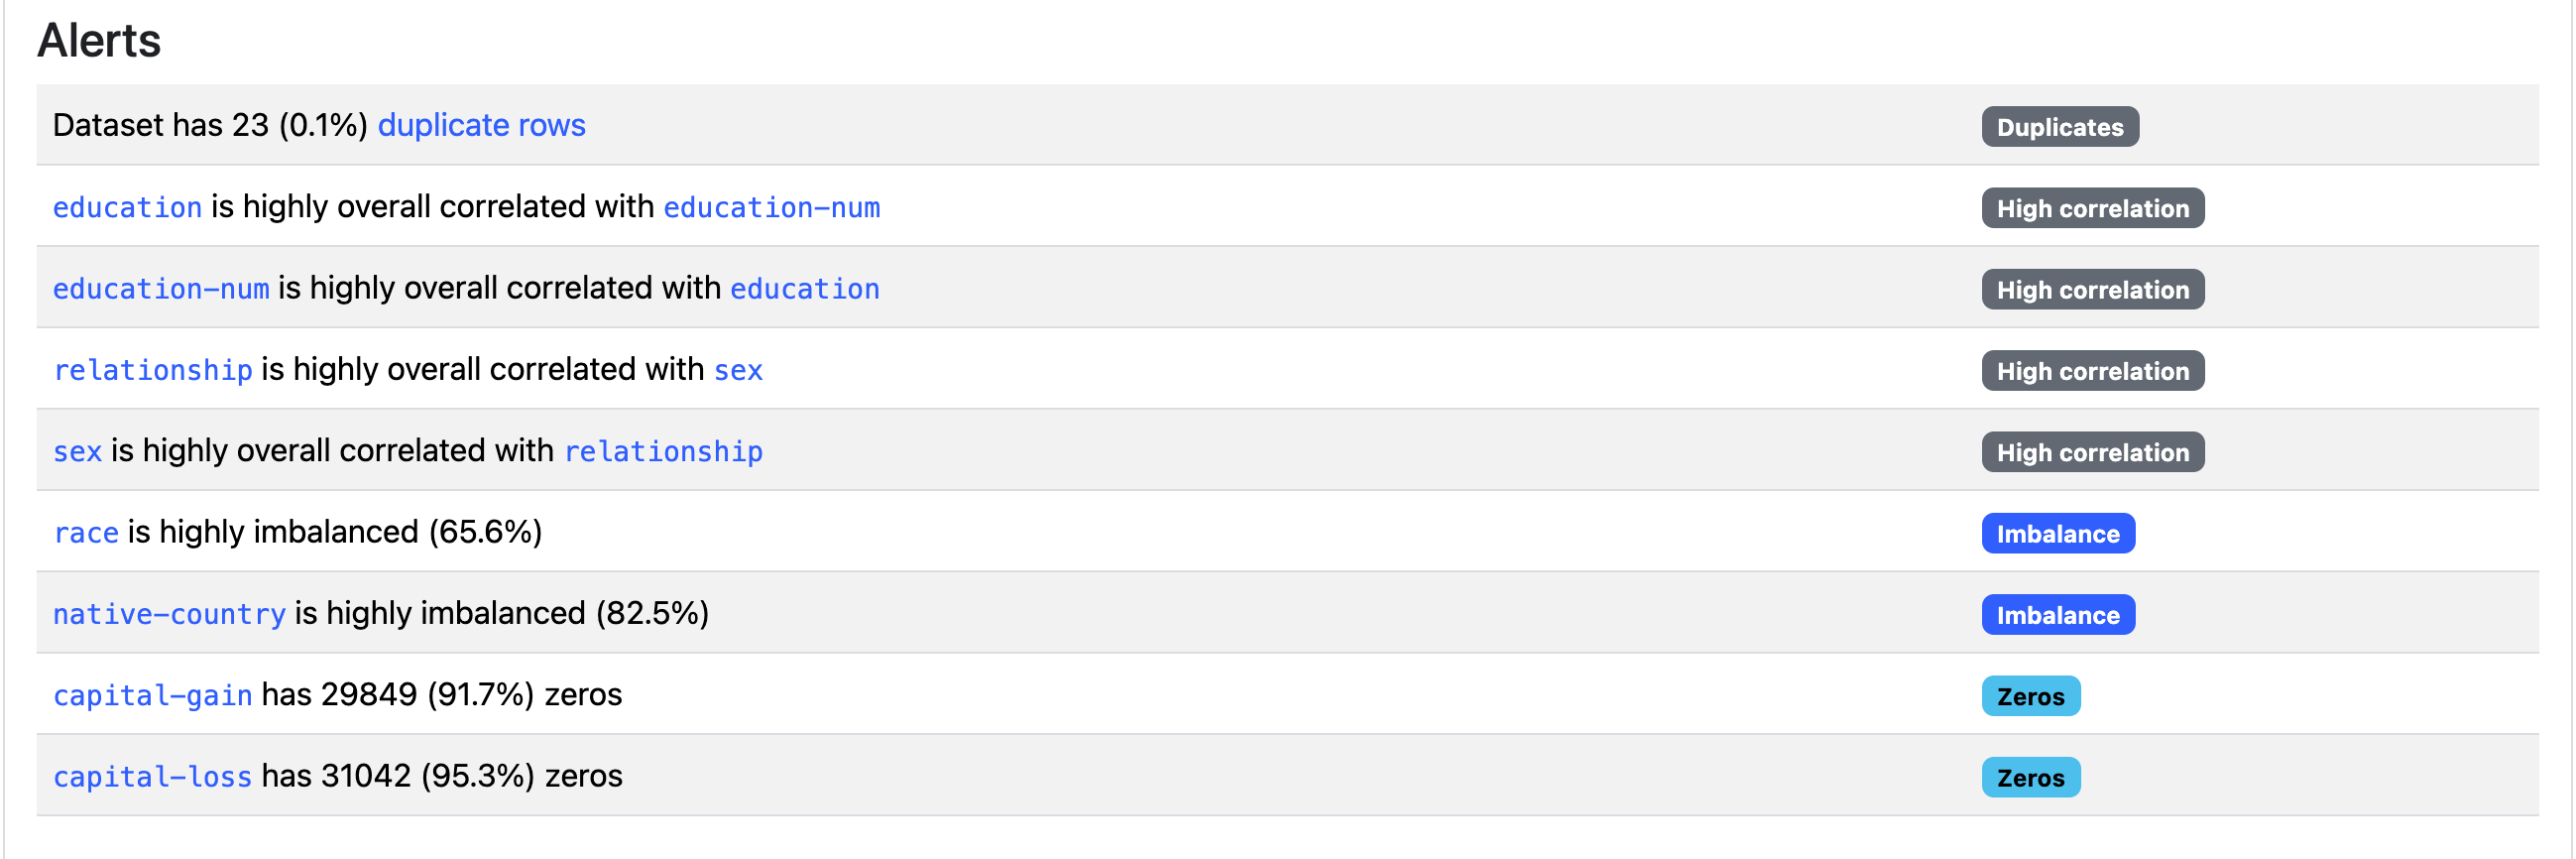 Alerts
Dataset has 23 (0.1%) duplicate rows Duplicates
education is highly overall correlated with education-num High correlation
education-num is highly overall correlated with education High correlation
relationship is highly overall correlated with sex High correlation
sex is highly overall correlated with relationship High correlation
race is highly imbalanced (65.6%) Imbalance
native-country is highly imbalanced (82.5%) Imbalance
capital-gain has 29849 (91.7%) zeros Zeros
capital-loss has 31042 (95.3%) zeros Zeros